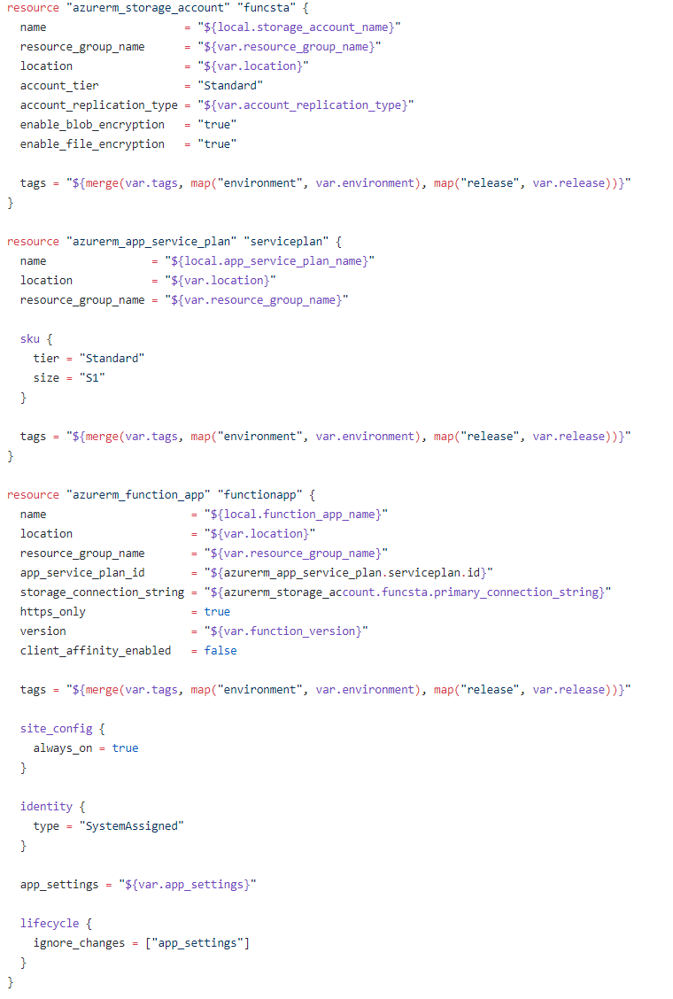 resource "azurerm_storage_account" "funcsta" {
  name                     = "${local.storage_account_name}"
  resource_group_name      = "${var.resource_group_name}"
  location                 = "${var.location}"
  account_tier             = "Standard"
  account_replication_type = "${var.account_replication_type}"
  enable_blob_encryption   = "true"
  enable_file_encryption   = "true"

  tags = "${merge(var.tags, map("environment", var.environment), map("release", var.release))}"
}

resource "azurerm_app_service_plan" "serviceplan" {
  name                = "${local.app_service_plan_name}"
  location            = "${var.location}"
  resource_group_name = "${var.resource_group_name}"

  sku {
    tier = "Standard"
    size = "S1"
  }

  tags = "${merge(var.tags, map("environment", var.environment), map("release", var.release))}"
}

resource "azurerm_function_app" "functionapp" {
  name                      = "${local.function_app_name}"
  location                  = "${var.location}"
  resource_group_name       = "${var.resource_group_name}"
  app_service_plan_id       = "${azurerm_app_service_plan.serviceplan.id}"
  storage_connection_string = "${azurerm_storage_account.funcsta.primary_connection_string}"
  https_only                = true
  version                   = "${var.function_version}"
  client_affinity_enabled   = false

  tags = "${merge(var.tags, map("environment", var.environment), map("release", var.release))}"

  site_config {
    always_on = true
  }

  identity {
    type = "SystemAssigned"
  }

  app_settings = "${var.app_settings}"

  lifecycle {
    ignore_changes = ["app_settings"]
  }
}